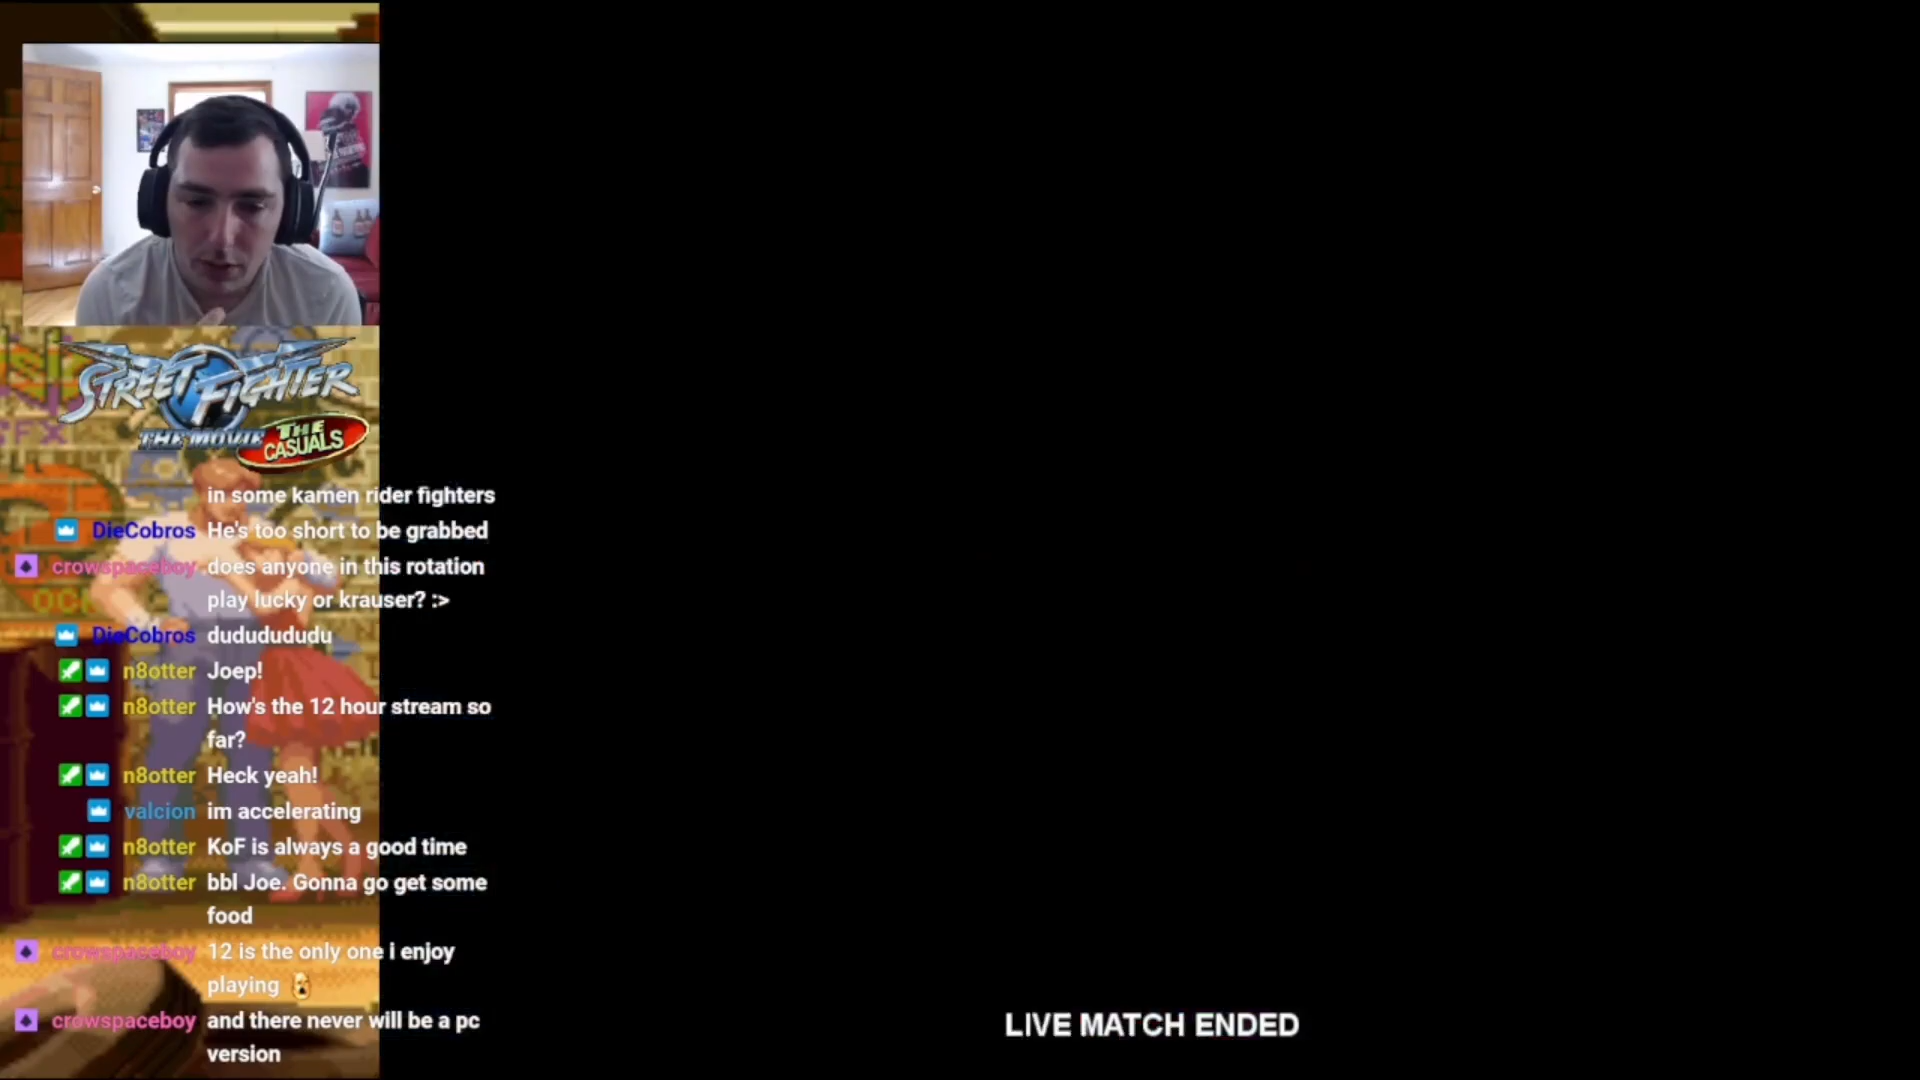 STREET FIGHTER
THE MOVIE THE
CASUALS
in some kamen rider fighters
DieCobros He's too short to be grabbed
crowspaceboy does anyone in this rotation
play lucky or krauser? :>
DieCobros dudududududu
n8otter Joep!
n8otter How's the 12 hour stream so
far?
n8otter Heck yeah!
valcion im accelerating
n8otter KoF is always a good time
n8otter bbl Joe. Gonna go get some
food
crowspaceboy 12 is the only one i enjoy
playing
crowspaceboy and there never will be a pc
version
LIVE MATCH ENDED